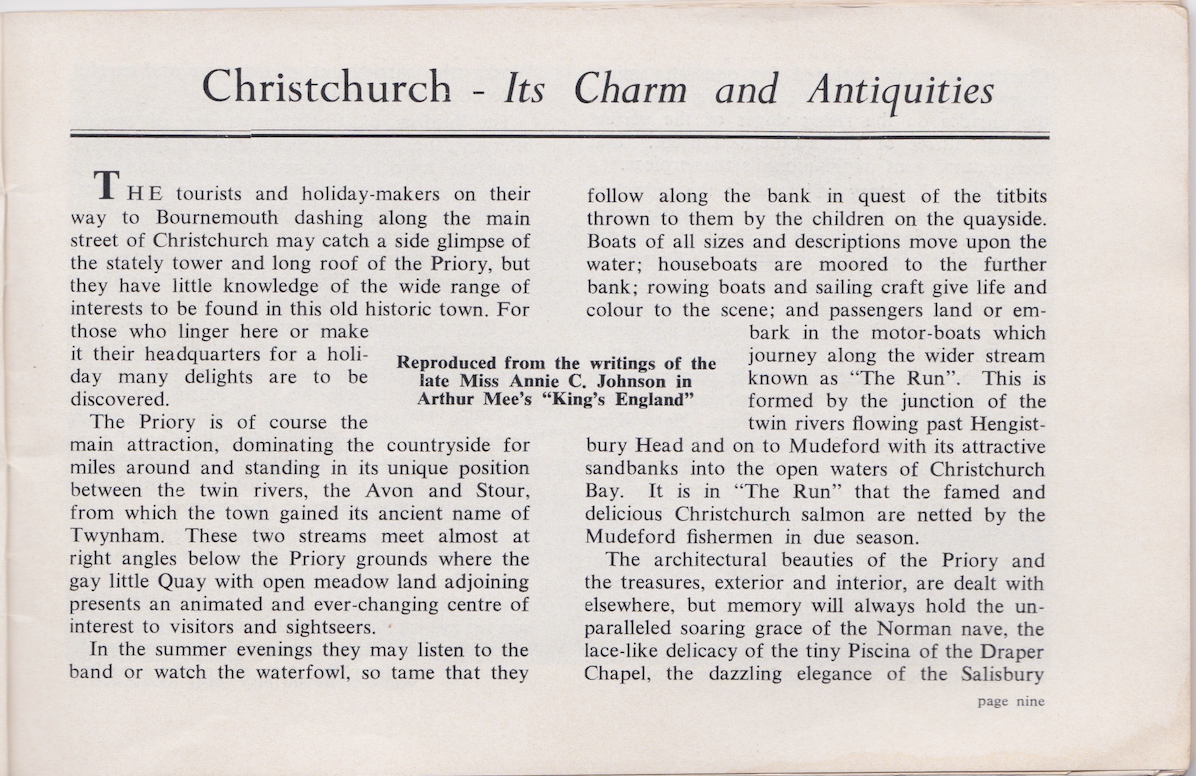 Christchurch - Its Charm and Antiquities
THE tourists and holiday-makers on their
way to Bournemouth dashing along the main
street of Christchurch may catch a side glimpse of
the stately tower and long roof of the Priory, but
they have little knowledge of the wide range of
interests to be found in this old historic town. For
those who linger here or make
it their headquarters for a holi-
day many delights are to be
discovered.
The Priory is of course the
main attraction, dominating the countryside for
miles around and standing in its unique position
between the twin rivers, the Avon and Stour,
from which the town gained its ancient name of
Twynham. These two streams meet almost at
right angles below the Priory grounds where the
gay little Quay with open meadow land adjoining
presents an animated and ever-changing centre of
interest to visitors and sightseers.
In the summer evenings they may listen to the
band or watch the waterfowl, so tame that they
Reproduced from the writings of the
late Miss Annie C. Johnson in
Arthur Mee's "King's England"
follow along the bank in quest of the titbits
thrown to them by the children on the quayside.
Boats of all sizes and descriptions move upon the
water; houseboats are moored to the further
bank; rowing boats and sailing craft give life and
colour to the scene; and passengers land or em-
bark in the motor-boats which
journey along the wider stream
known as "The Run". This is
formed by the junction of the
twin rivers flowing past Hengist-
bury Head and on to Mudeford with its attractive
sandbanks into the open waters of Christchurch
Bay. It is in "The Run" that the famed and
delicious Christchurch salmon are netted by the
Mudeford fishermen in due season.
The architectural beauties of the Priory and
the treasures, exterior and interior, are dealt with
elsewhere, but memory will always hold the un-
paralleled soaring grace of the Norman nave, the
lace-like delicacy of the tiny Piscina of the Draper
Chapel, the dazzling elegance of the Salisbury
page nine